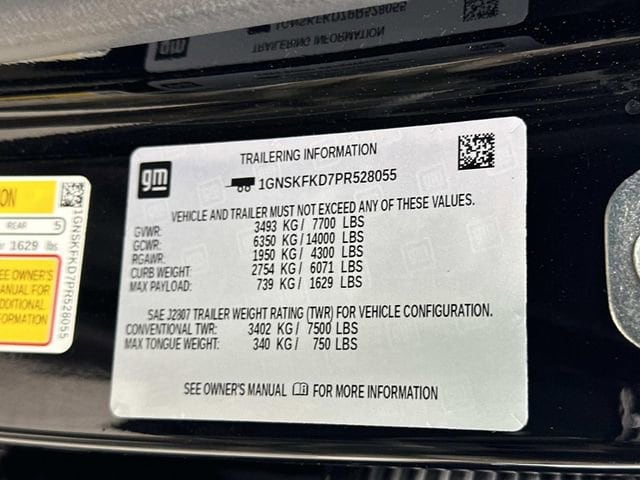 1GNSKFKD7PR528055
TRAILERING INFORMATION
gm
TRAILERING INFORMATION
1GNSKFKD7PR528055
VEHICLE AND TRAILER MUST NOT EXCEED ANY OF THESE VALUES.
GVWR: 3493 KG / 7700 LBS
GCWR: 6350 KG / 14000 LBS
RGAWR: 1950 KG / 4300 LBS
CURB WEIGHT: 2754 KG / 6071 LBS
MAX PAYLOAD: 739 KG / 1629 LBS
SAE J2807 TRAILER WEIGHT RATING (TWR) FOR VEHICLE CONFIGURATION.
CONVENTIONAL TWR: 3402 KG / 7500 LBS
MAX TONGUE WEIGHT: 340 KG / 750 LBS
SEE OWNER'S MANUAL FOR MORE INFORMATION
REAR 5
1629 lbs
SEE OWNER'S
MANUAL FOR
1GNSKFKD7PR528055